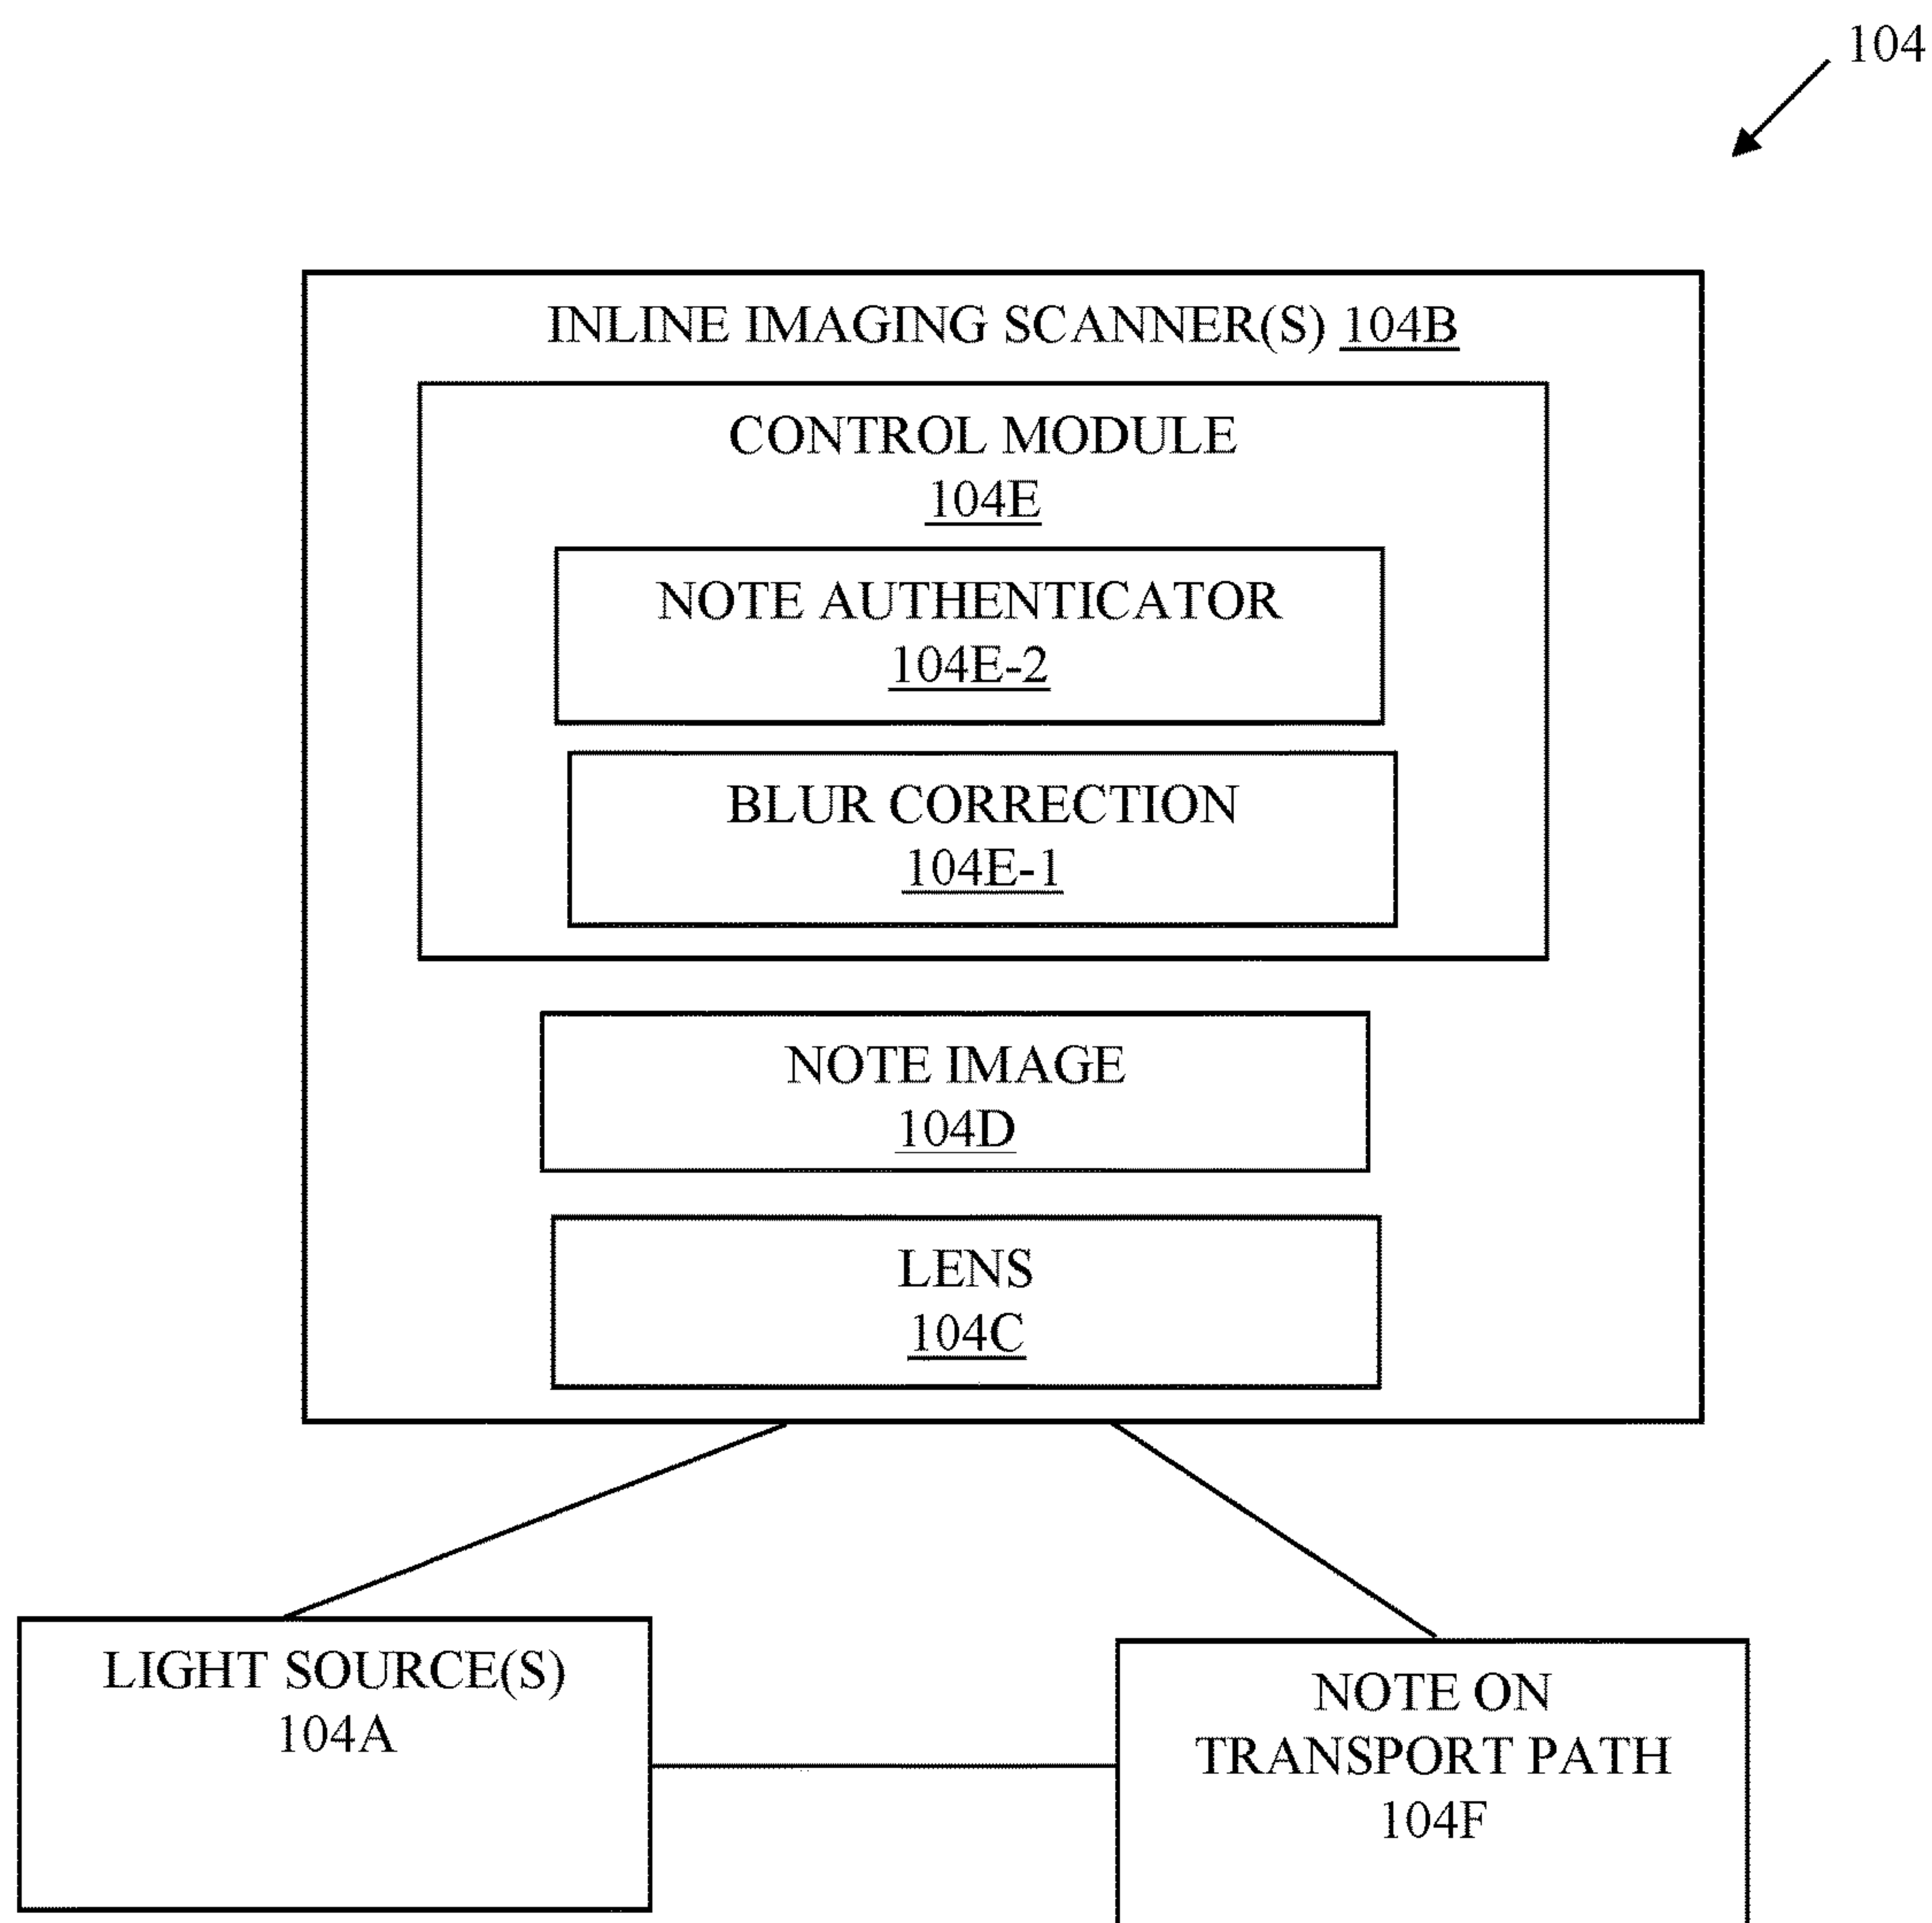 104
INLINE IMAGING SCANNER(S) 104B
CONTROL MODULE
104E
NOTE AUTHENTICATOR
104E-2
BLUR CORRECTION
104E-1
NOTE IMAGE
104D
LENS
104C
LIGHT SOURCE(S)
104A
NOTE ON
TRANSPORT PATH
104F